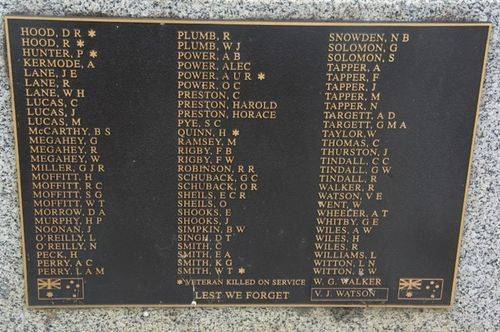 HOOD, D R *
HOOD, R *
HUNTER, P *
KERMODE, A
LANE, J E
LANE, R
LANE, W H
LUCAS, C
LUCAS, J
LUCAS, M
McCARTHY, B S
MEGAHEY, G
MEGAHEY, R
MEGAHEY, W
MILLER, G J R
MOFFITT, H
MOFFITT, R C
MOFFITT, S G
MOFFITT, W T
MORROW, D A
MURPHY, H P
NOONAN, J
O'REILLY, L
O'REILLY, N
PECK, H
PERRY, A C
PERRY, L A M
PLUMB, R
PLUMB, W J
POWER, A B
POWER, ALEC
POWER, A U R *
POWER, O C
PRESTON, C
PRESTON, HAROLD
PRESTON, HORACE
PYE, S C
QUINN, H *
RAMSEY, M
RIGBY, F B
RIGBY, F W
ROBINSON, R R
SCHUBACK, G C
SCHUBACK, O R
SHEILS, E C R
SHEILS, O
SHOOKS, E
SHOOKS, J
SIMPKIN, B W
SINGH, D T
SMITH, C
SMITH, E A
SMITH, K G
SMITH, W T *
SNOWDEN, N B
SOLOMON, G
SOLOMON, S
TAPPER, A
TAPPER, F
TAPPER, J
TAPPER, M
TAPPER, N
TARGETT, A D
TARGETT, G M A
TAYLOR, W
THOMAS, C
THURSTON, J
TINDALL, C C
TINDALL, G W
TINDALL, R
WALKER, R
WATSON, V E
WENT, W
WHEELER, A T
WHITBY, G E
WILES, A W
WILES, H
WILES, R
WILLIAMS, L
WITTON, L N
WITTON, R W
W. G. WALKER
V. J. WATSON
* VETERAN KILLED ON SERVICE
LEST WE FORGET